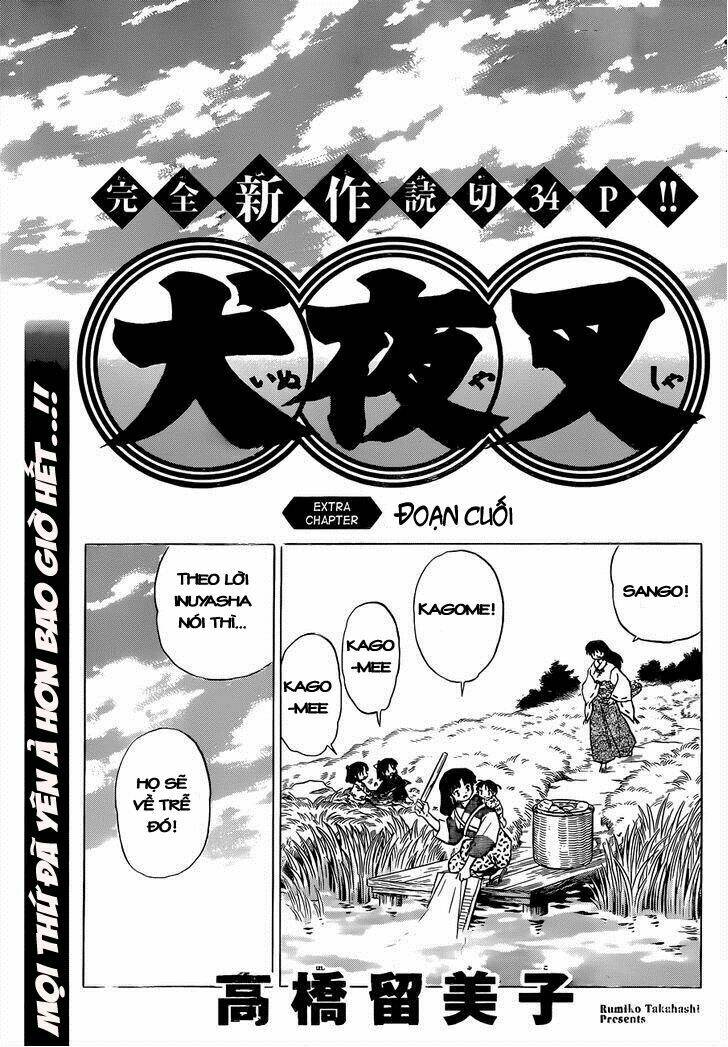 完全新作読切34P!!
犬夜叉
いぬ や しゃ
EXTRA
CHAPTER
ĐOẠN CUỐI
MỌI THỨ ĐÃ YÊN Ả HƠN BAO GIỜ HẾT...!!
SANGO!
KAGOME!
KAGO
-MEE
KAGO
-MEE
THEO LỜI
INUYASHA
NÓI THÌ...
HỌ SẼ
VỀ TRỄ
ĐÓ!
高橋留美子
Rumiko Takahashi
Presents